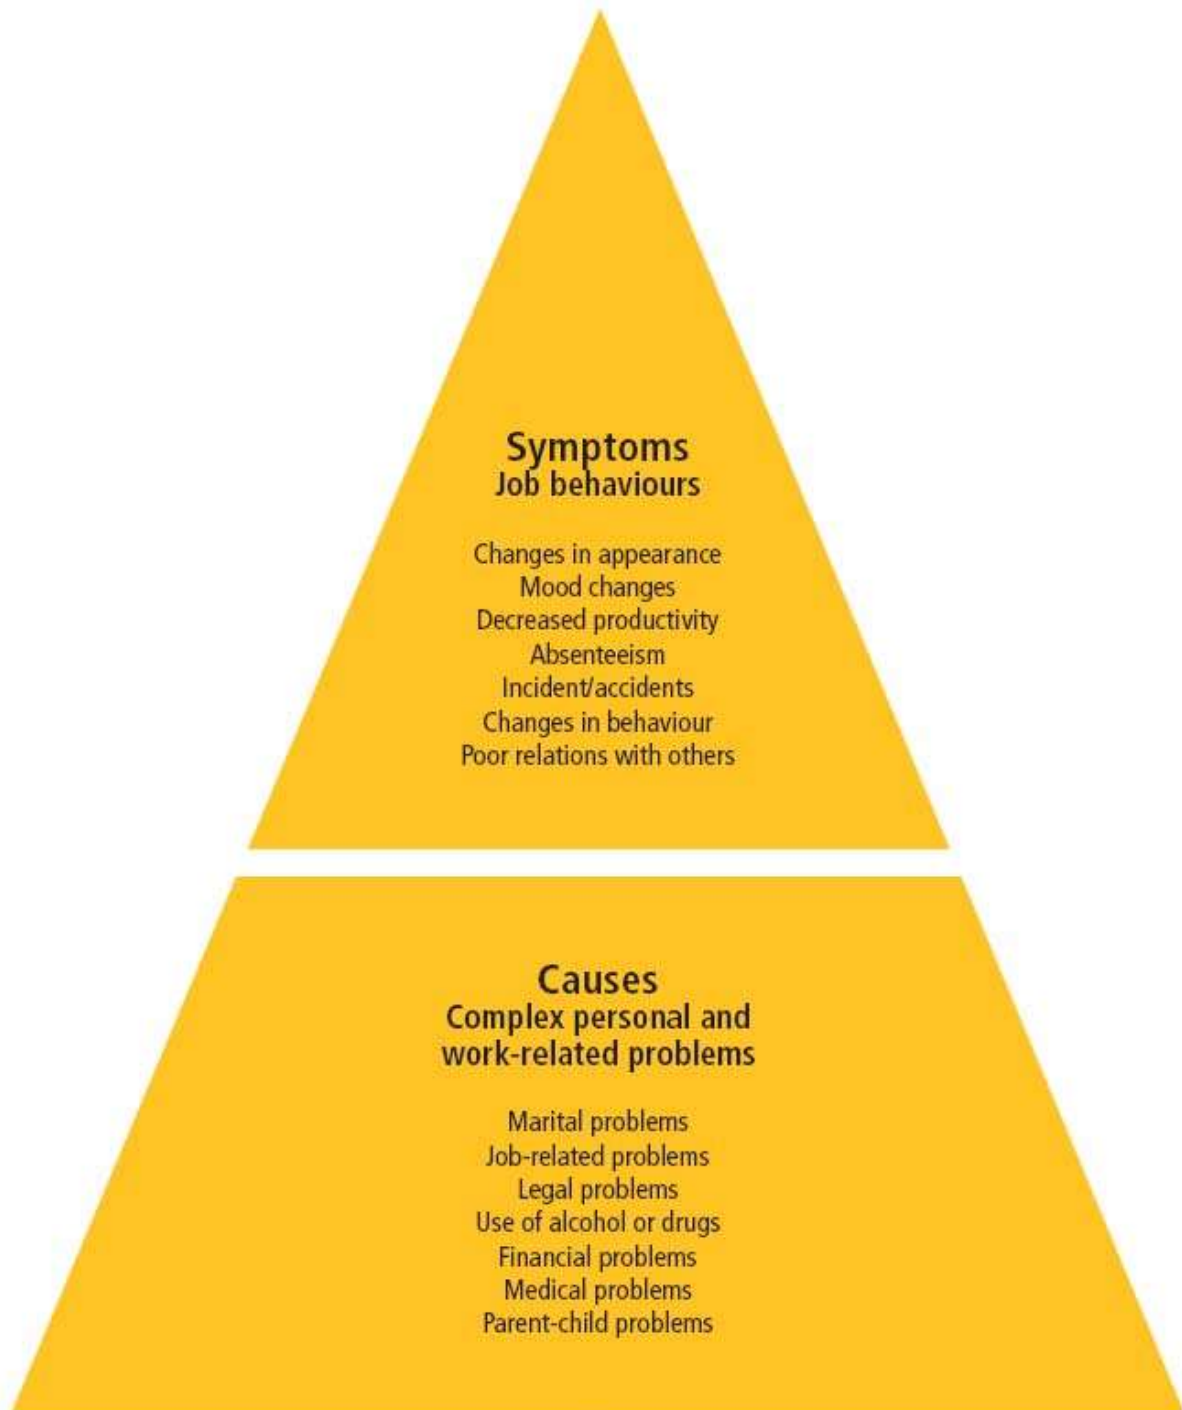 Symptoms
Job behaviours
Changes in appearance
Mood changes
Decreased productivity
Absenteeism
Incident/accidents
Changes in behaviour
Poor relations with others
Causes
Complex personal and
work-related problems
Marital problems
Job-related problems
Legal problems
Use of alcohol or drugs
Financial problems
Medical problems
Parent-child problems